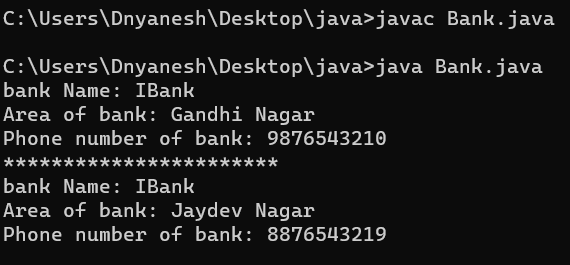 C:\Users\Dnyanesh\Desktop\java>javac Bank.java
C:\Users\Dnyanesh\Desktop\java>java Bank.java
bank Name: IBank
Area of bank: Gandhi Nagar
Phone number of bank: 9876543210
***********************
bank Name: IBank
Area of bank: Jaydev Nagar
Phone number of bank: 8876543219